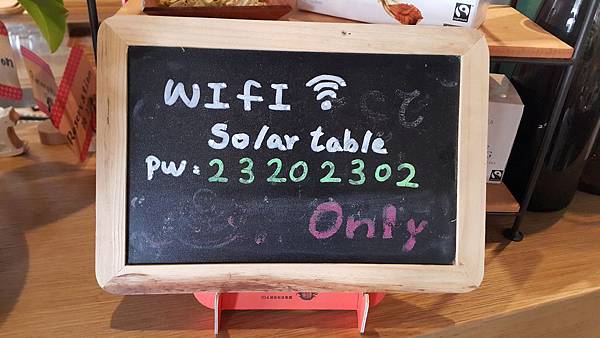 WIFI
Solar table
PW: 23202302
Only